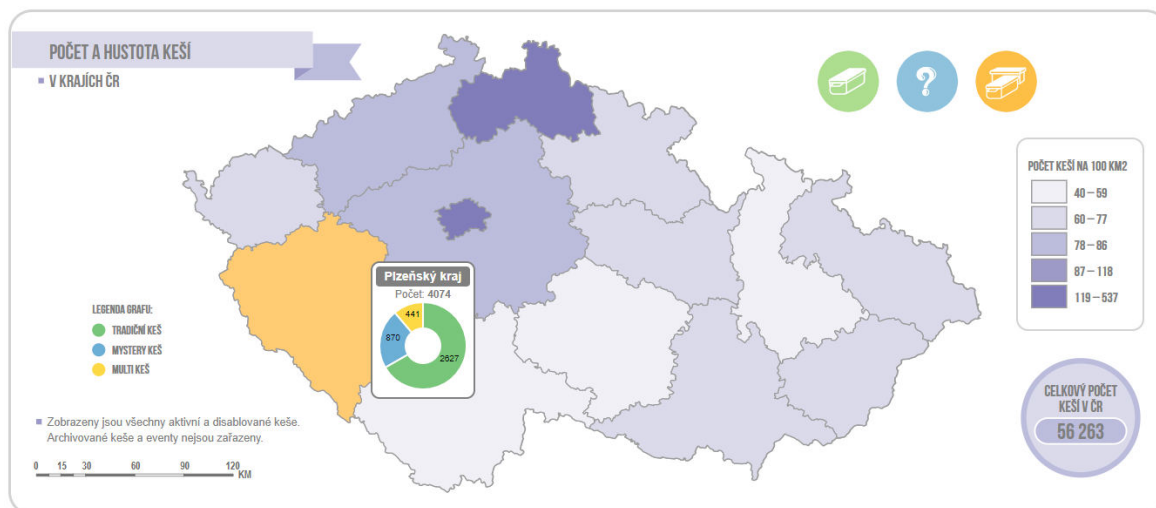 POČET A HUSTOTA KEŠÍ
V KRAJÍCH ČR
?
POČET KEŠÍ NA 100 KM2
40 – 59
60 – 77
78 – 86
87 – 118
119 – 537
Plzeňský kraj
Počet: 4074
441
870
2627
LEGENDA GRAFU:
TRADIČNÍ KEŠ
MYSTERY KEŠ
MULTI KEŠ
CELKOVÝ POČET
KEŠÍ V ČR
56 263
Zobrazeny jsou všechny aktivní a disablované keše.
Archivované keše a eventy nejsou zařazeny.
0 15 30 60 90 120
KM